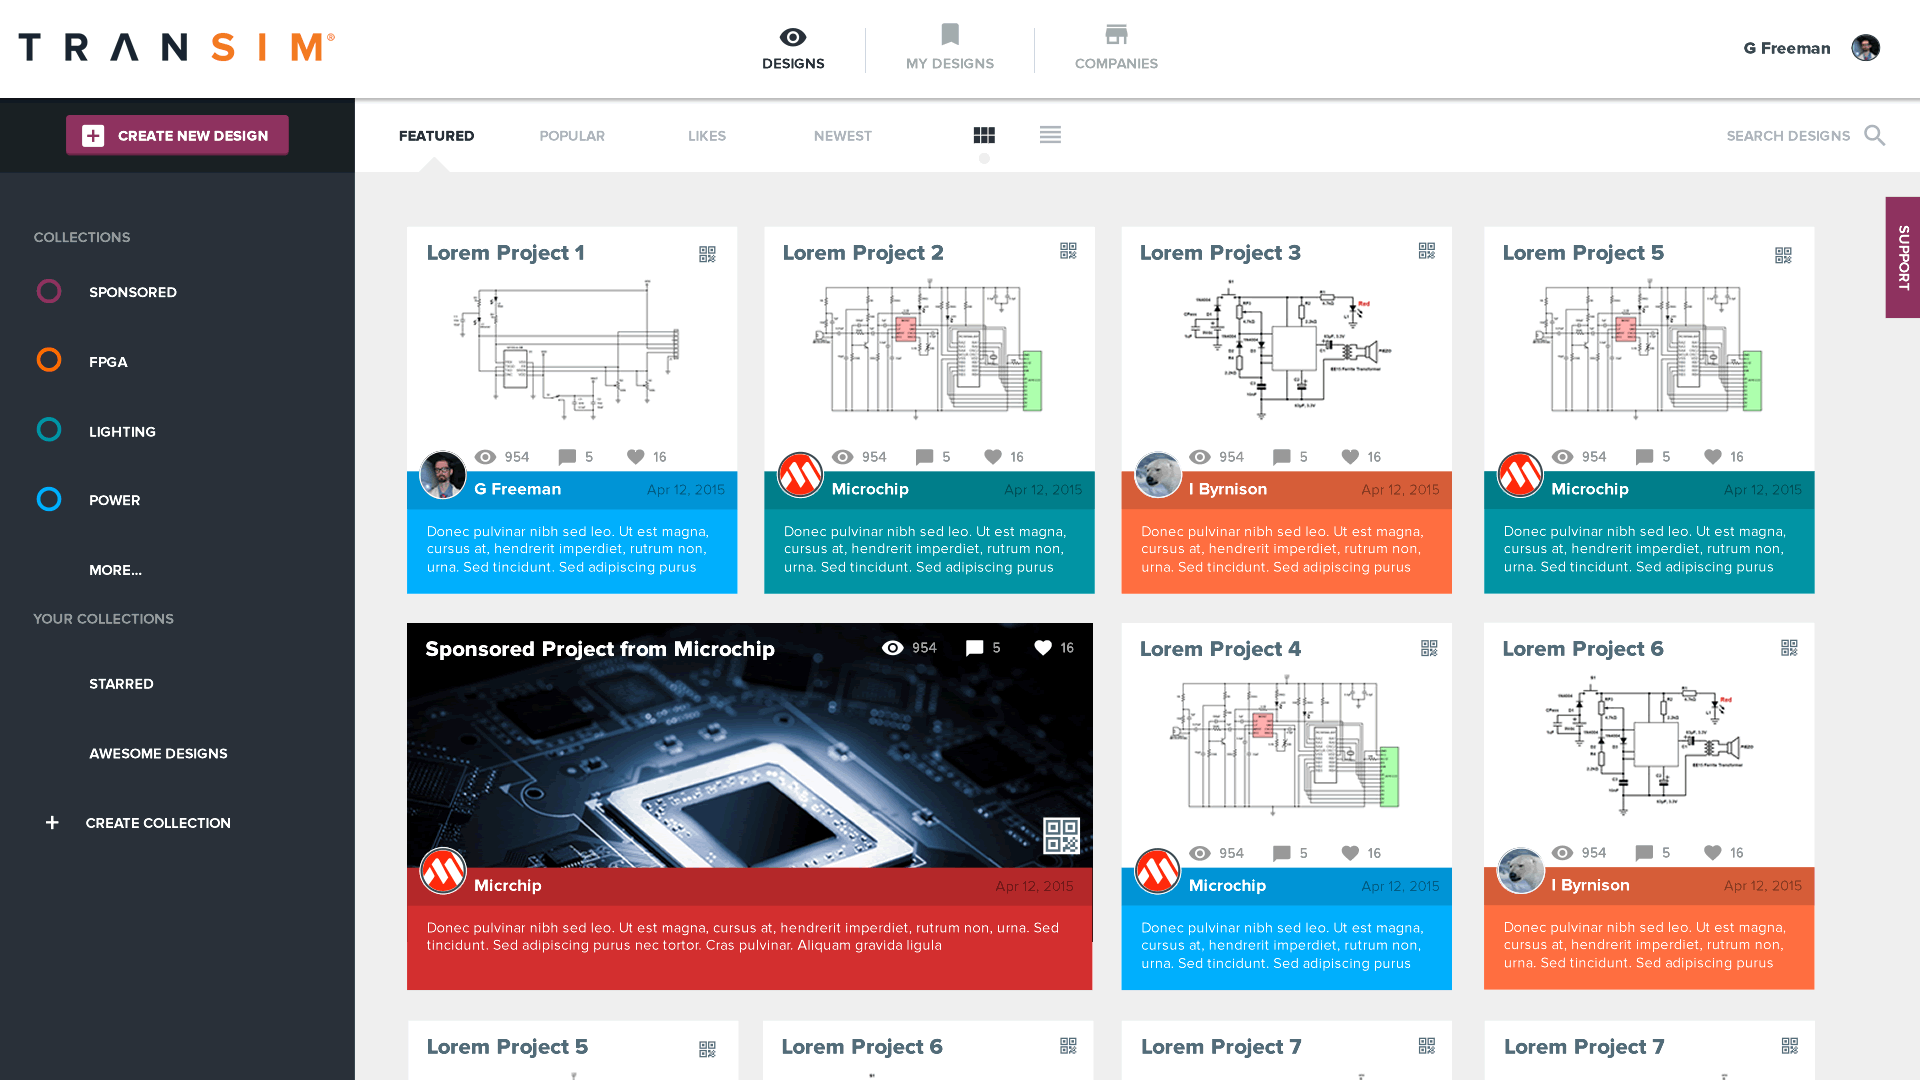 TRANSIM®
DESIGNS
MY DESIGNS
COMPANIES
G Freeman
CREATE NEW DESIGN
FEATURED
POPULAR
LIKES
NEWEST
SEARCH DESIGNS
SUPPORT
COLLECTIONS
SPONSORED
FPGA
LIGHTING
POWER
MORE...
YOUR COLLECTIONS
STARRED
AWESOME DESIGNS
+ CREATE COLLECTION
Lorem Project 1
954 5 16
G Freeman Apr 12, 2015
Donec pulvinar nibh sed leo. Ut est magna,
cursus at, hendrerit imperdiet, rutrum non,
urna. Sed tincidunt. Sed adipiscing purus
Lorem Project 2
954 5 16
Microchip Apr 12, 2015
Donec pulvinar nibh sed leo. Ut est magna,
cursus at, hendrerit imperdiet, rutrum non,
urna. Sed tincidunt. Sed adipiscing purus
Lorem Project 3
Red
954 5 16
I Byrnison Apr 12, 2015
Donec pulvinar nibh sed leo. Ut est magna,
cursus at, hendrerit imperdiet, rutrum non,
urna. Sed tincidunt. Sed adipiscing purus
Lorem Project 5
954 5 16
Microchip Apr 12, 2015
Donec pulvinar nibh sed leo. Ut est magna,
cursus at, hendrerit imperdiet, rutrum non,
urna. Sed tincidunt. Sed adipiscing purus
Sponsored Project from Microchip 954 5 16
Micrchip Apr 12, 2015
Donec pulvinar nibh sed leo. Ut est magna, cursus at, hendrerit imperdiet, rutrum non, urna. Sed
tincidunt. Sed adipiscing purus nec tortor. Cras pulvinar. Aliquam gravida ligula
Lorem Project 4
954 5 16
Microchip Apr 12, 2015
Donec pulvinar nibh sed leo. Ut est magna,
cursus at, hendrerit imperdiet, rutrum non,
urna. Sed tincidunt. Sed adipiscing purus
Lorem Project 6
Red
954 5 16
I Byrnison Apr 12, 2015
Donec pulvinar nibh sed leo. Ut est magna,
cursus at, hendrerit imperdiet, rutrum non,
urna. Sed tincidunt. Sed adipiscing purus
Lorem Project 5
Lorem Project 6
Lorem Project 7
Lorem Project 7